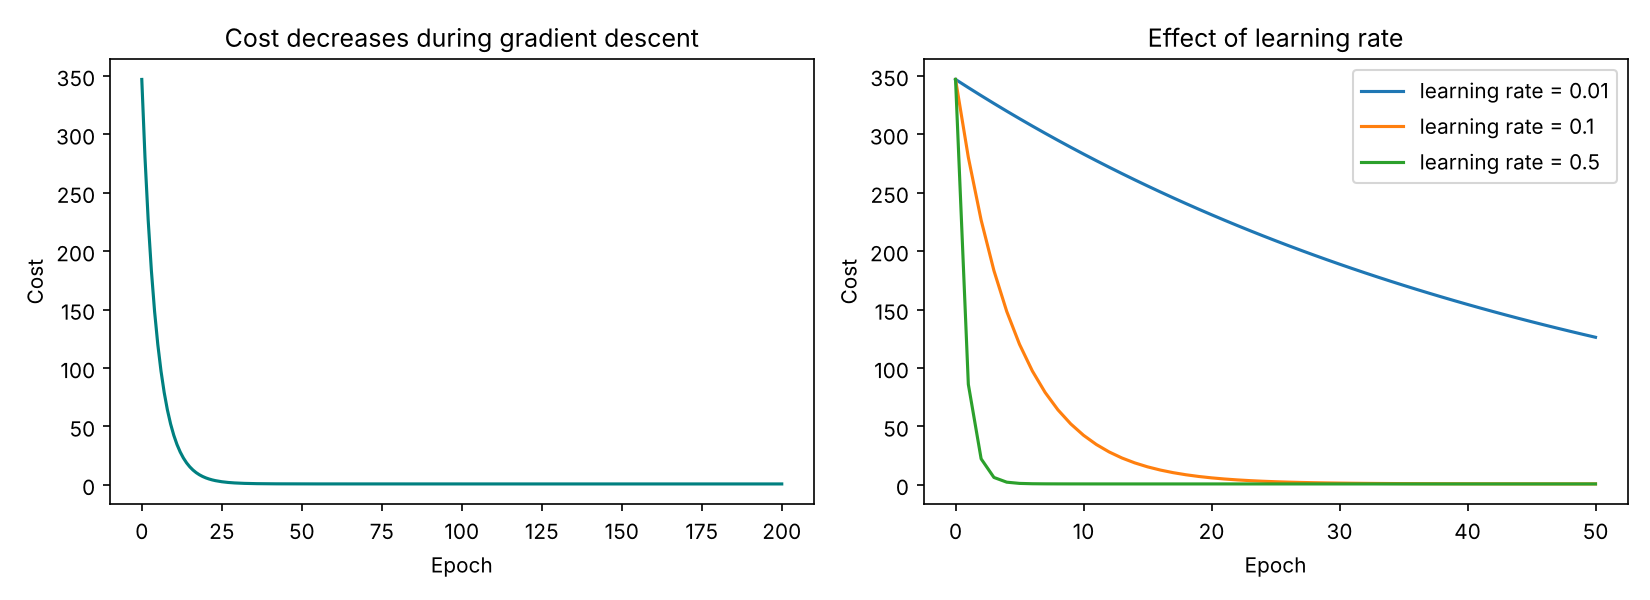 Cost decreases during gradient descent
350
300
250
200
150
100
50
0
Cost
0 25 50 75 100 125 150 175 200
Epoch
Effect of learning rate
learning rate = 0.01
learning rate = 0.1
learning rate = 0.5
350
300
250
200
150
100
50
0
Cost
0 10 20 30 40 50
Epoch